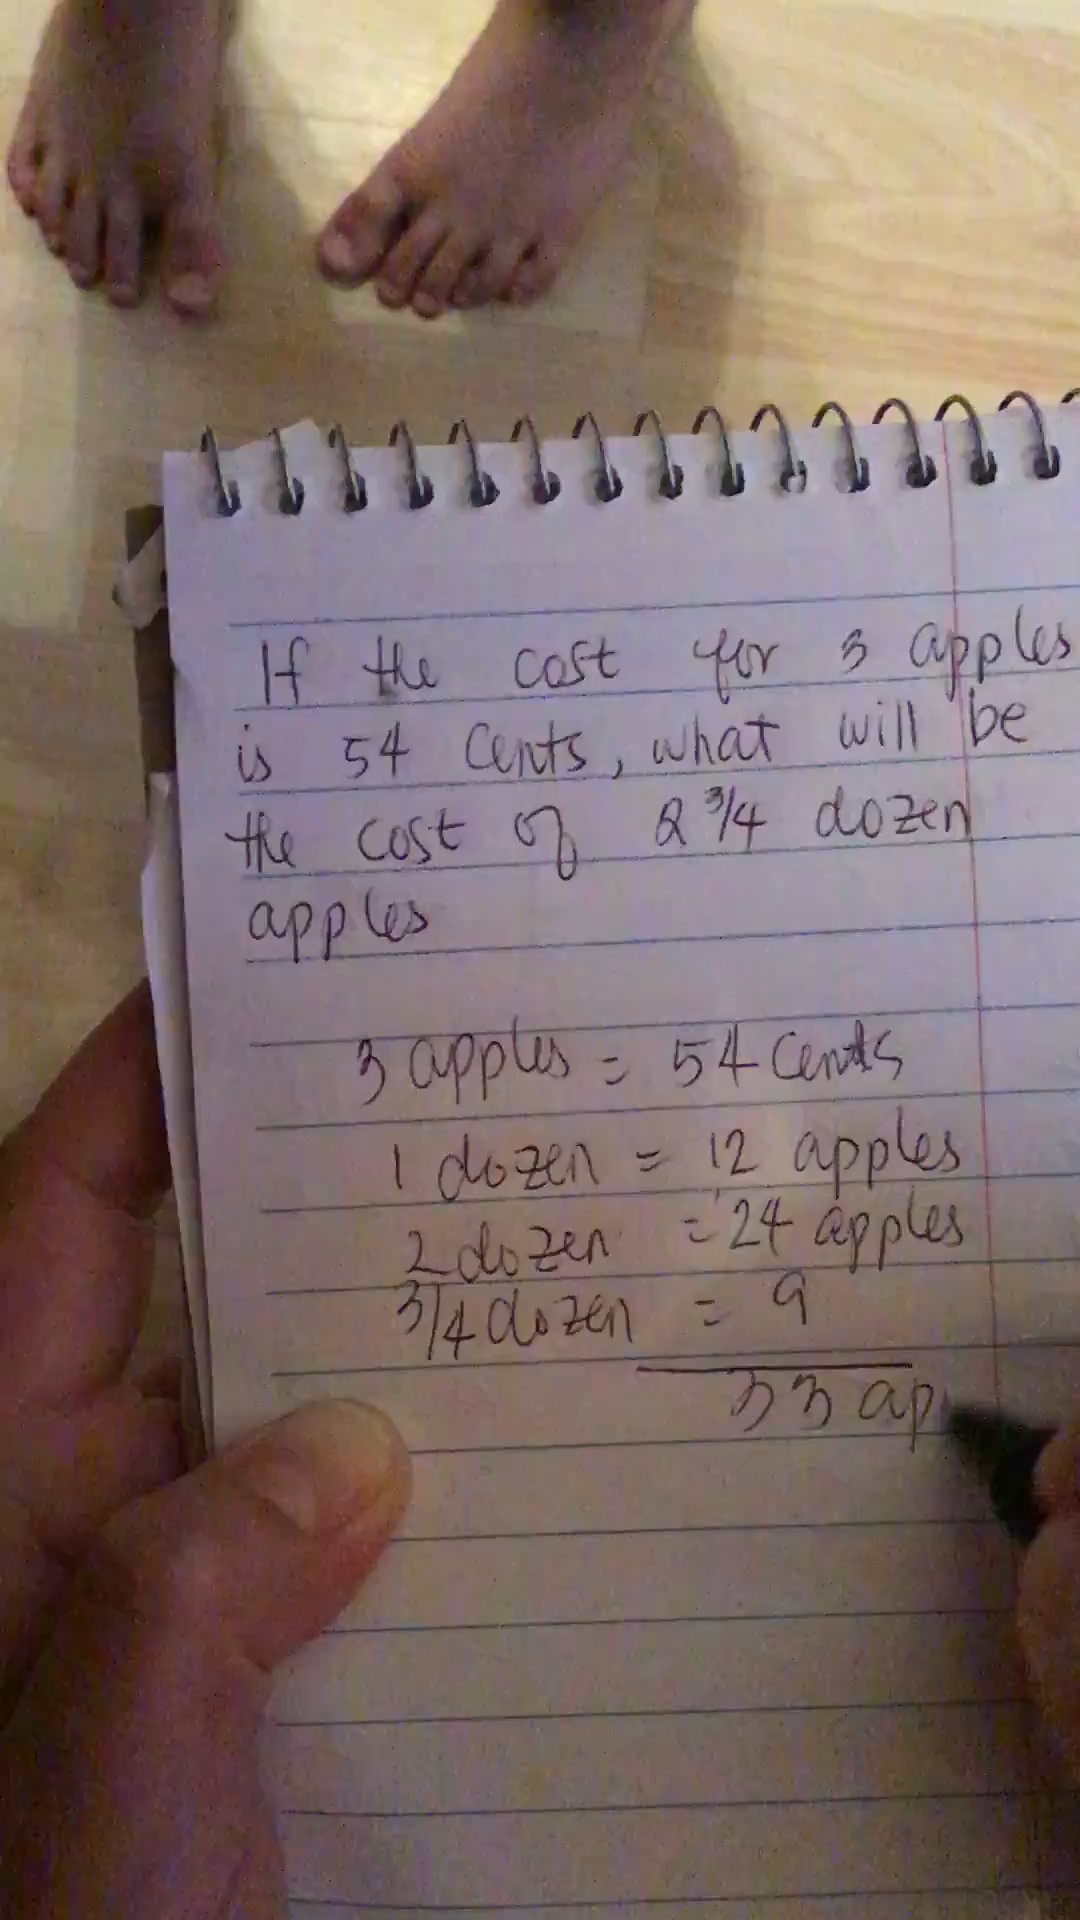 If the cost for 3 apples
is 54 cents, what will be
the cost of 2 3/4 dozen
apples
3 apples = 54 cents
1 dozen = 12 apples
2 dozen = 24 apples
3/4 dozen = 9
33 ap